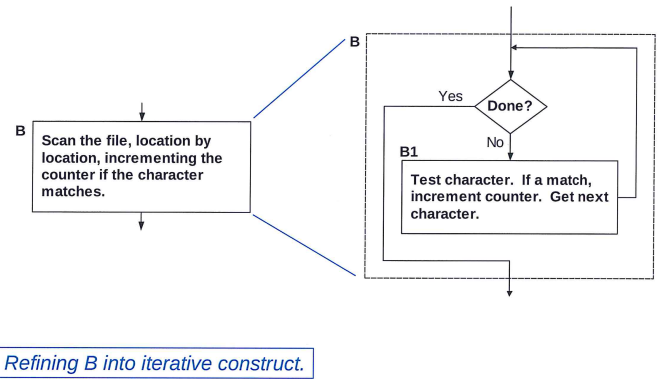 B
Scan the file, location by
location, incrementing the
counter if the character
matches.
B
Done?
Yes
No
B1
Test character.  If a match,
increment counter.  Get next
character.
Refining B into iterative construct.